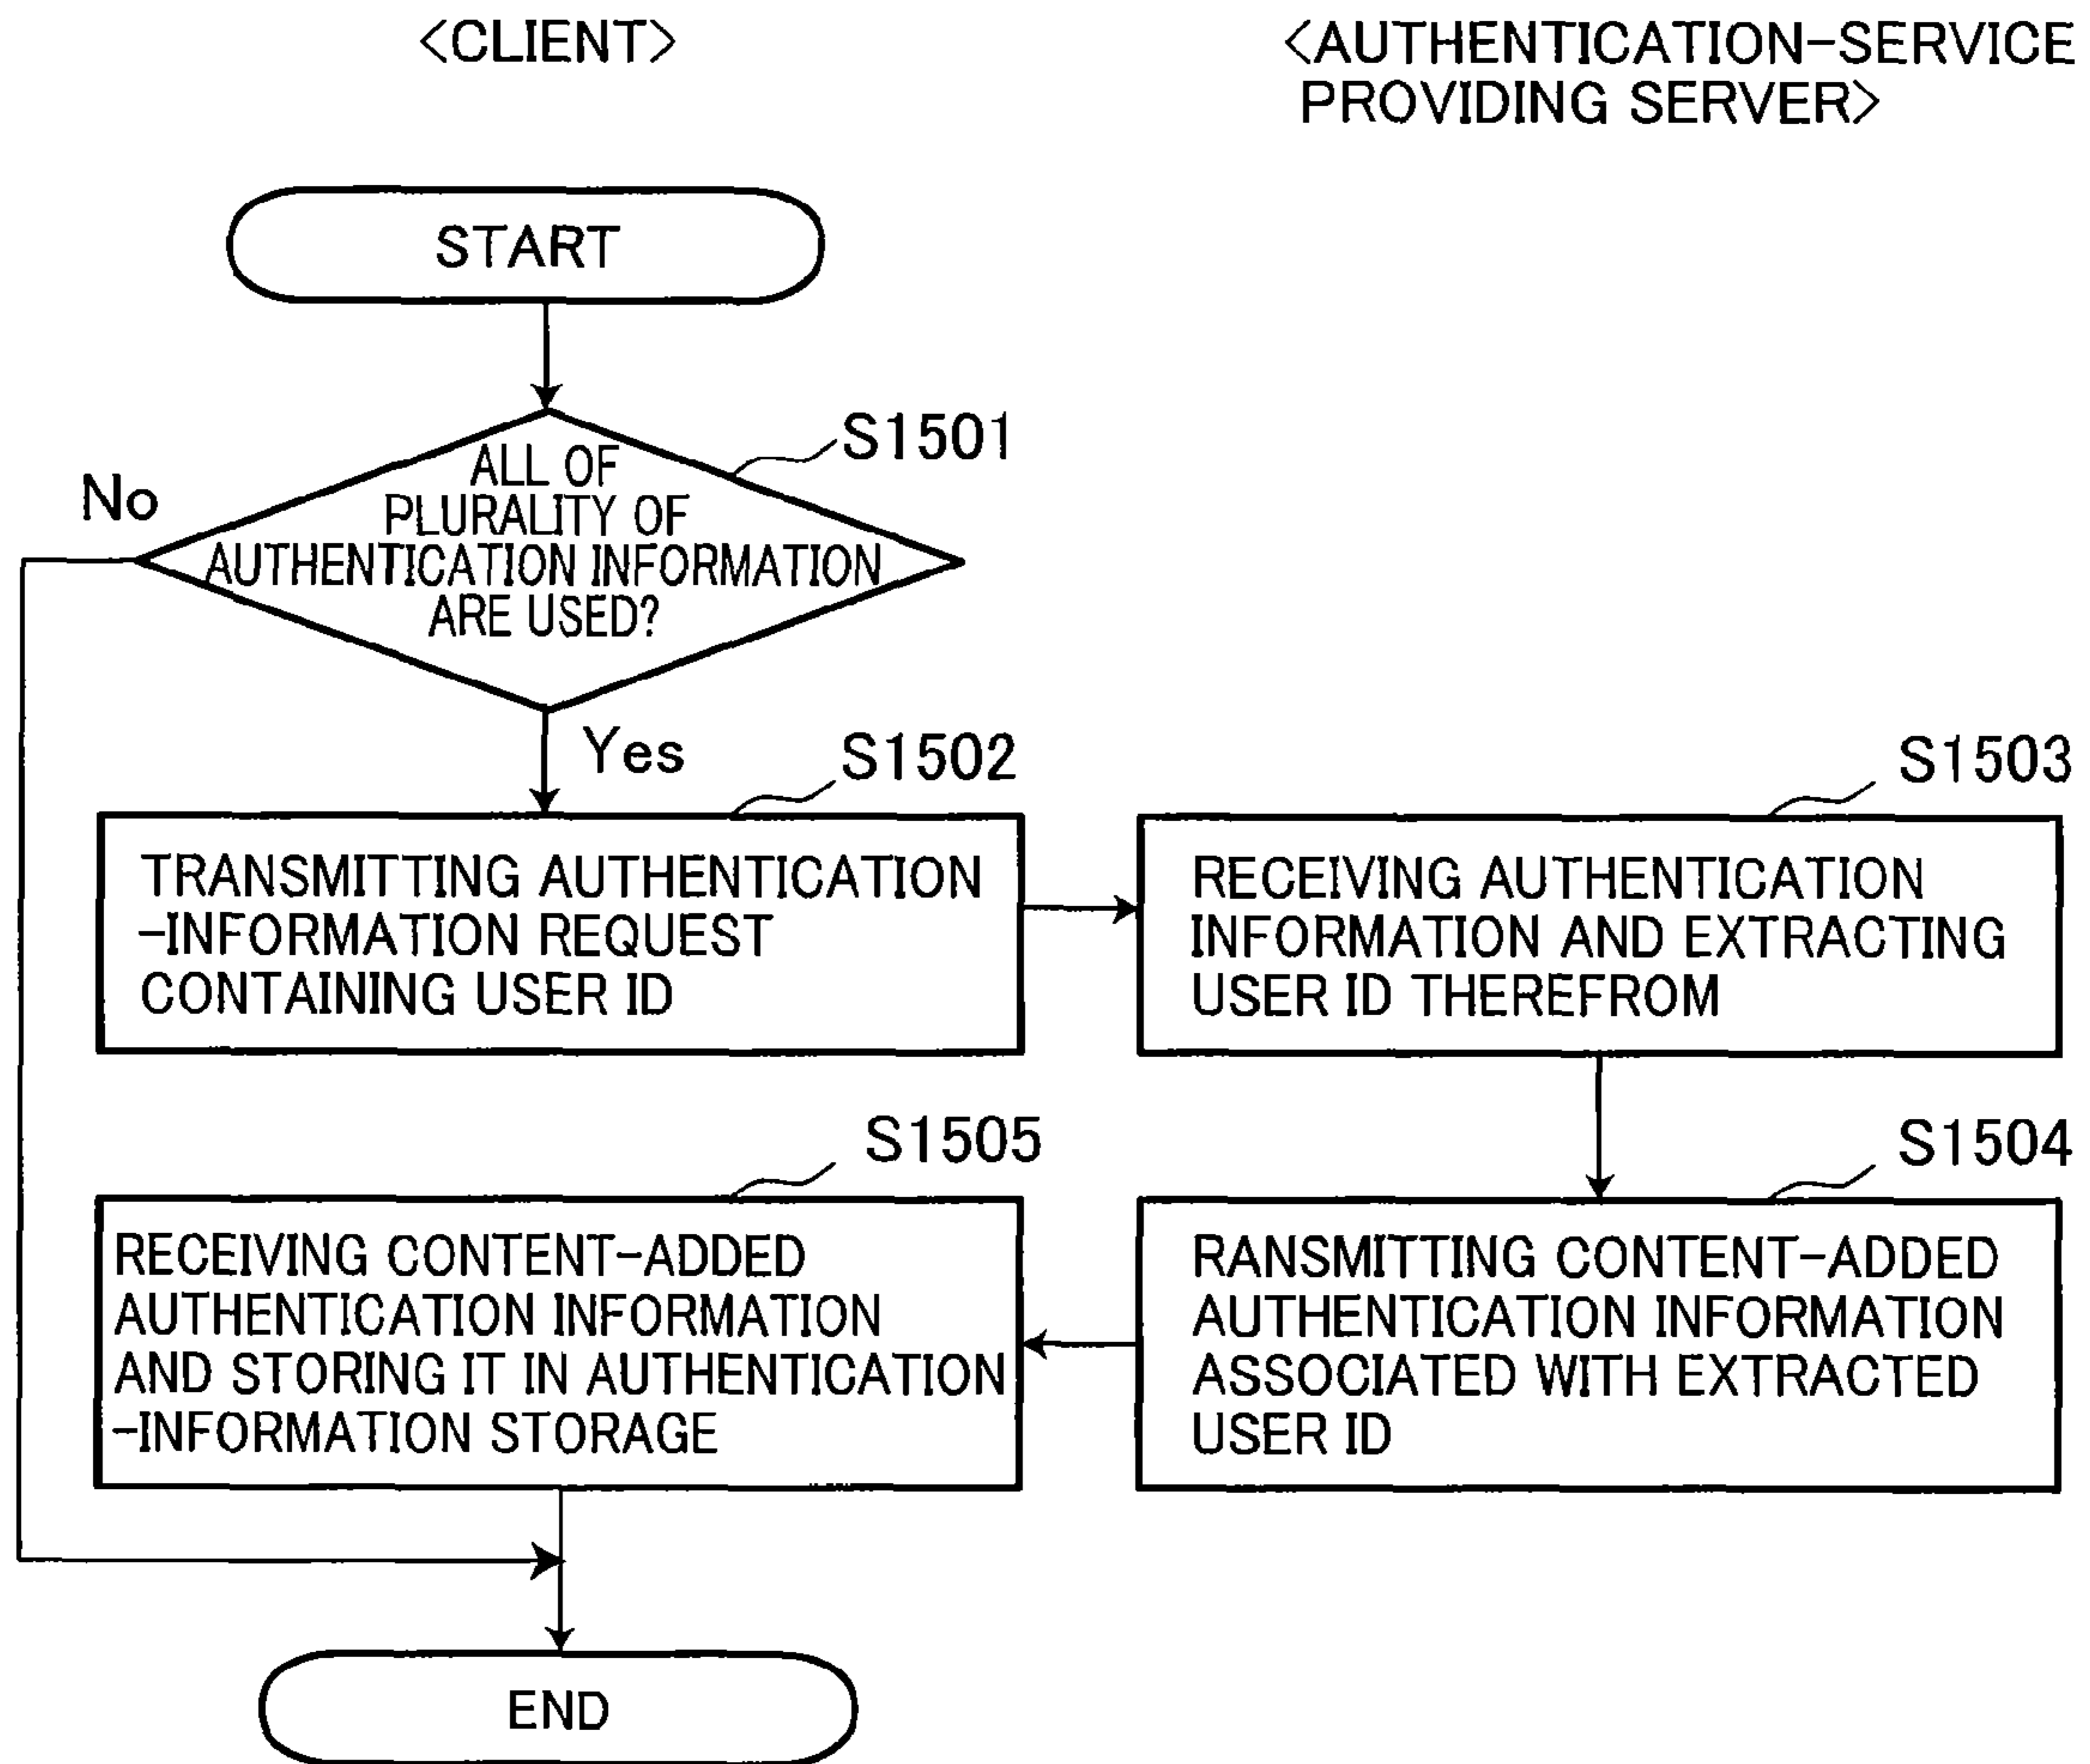 <CLIENT>
<AUTHENTICATION-SERVICE
PROVIDING SERVER>
START
S1501
ALL OF
PLURALITY OF
AUTHENTICATION INFORMATION
ARE USED?
No
Yes
S1502
TRANSMITTING AUTHENTICATION
-INFORMATION REQUEST
CONTAINING USER ID
S1503
RECEIVING AUTHENTICATION
INFORMATION AND EXTRACTING
USER ID THEREFROM
S1505
RECEIVING CONTENT-ADDED
AUTHENTICATION INFORMATION
AND STORING IT IN AUTHENTICATION
-INFORMATION STORAGE
S1504
RANSMITTING CONTENT-ADDED
AUTHENTICATION INFORMATION
ASSOCIATED WITH EXTRACTED
USER ID
END